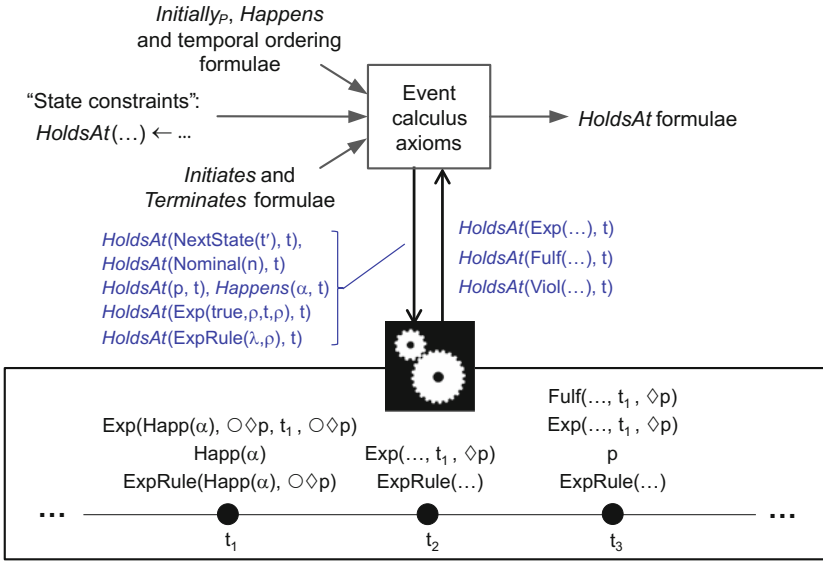 Initially_P, Happens
and temporal ordering
formulae
“State constraints”:
HoldsAt(…) ← ...
Event
calculus
axioms
HoldsAt formulae
Initiates and
Terminates formulae
HoldsAt(NextState(t′), t),
HoldsAt(Nominal(n), t)
HoldsAt(p, t), Happens(α, t)
HoldsAt(Exp(true,ρ,t,ρ), t)
HoldsAt(ExpRule(λ,ρ), t)
HoldsAt(Exp(…), t)
HoldsAt(Fulf(…), t)
HoldsAt(Viol(…), t)
Exp(Happ(α), ○◊p, t₁ , ○◊p)
Happ(α)
ExpRule(Happ(α), ○◊p)
Exp(…, t₁ , ◊p)
ExpRule(…)
Fulf(…, t₁ , ◊p)
Exp(…, t₁ , ◊p)
p
ExpRule(…)
... ...
t₁ t₂ t₃